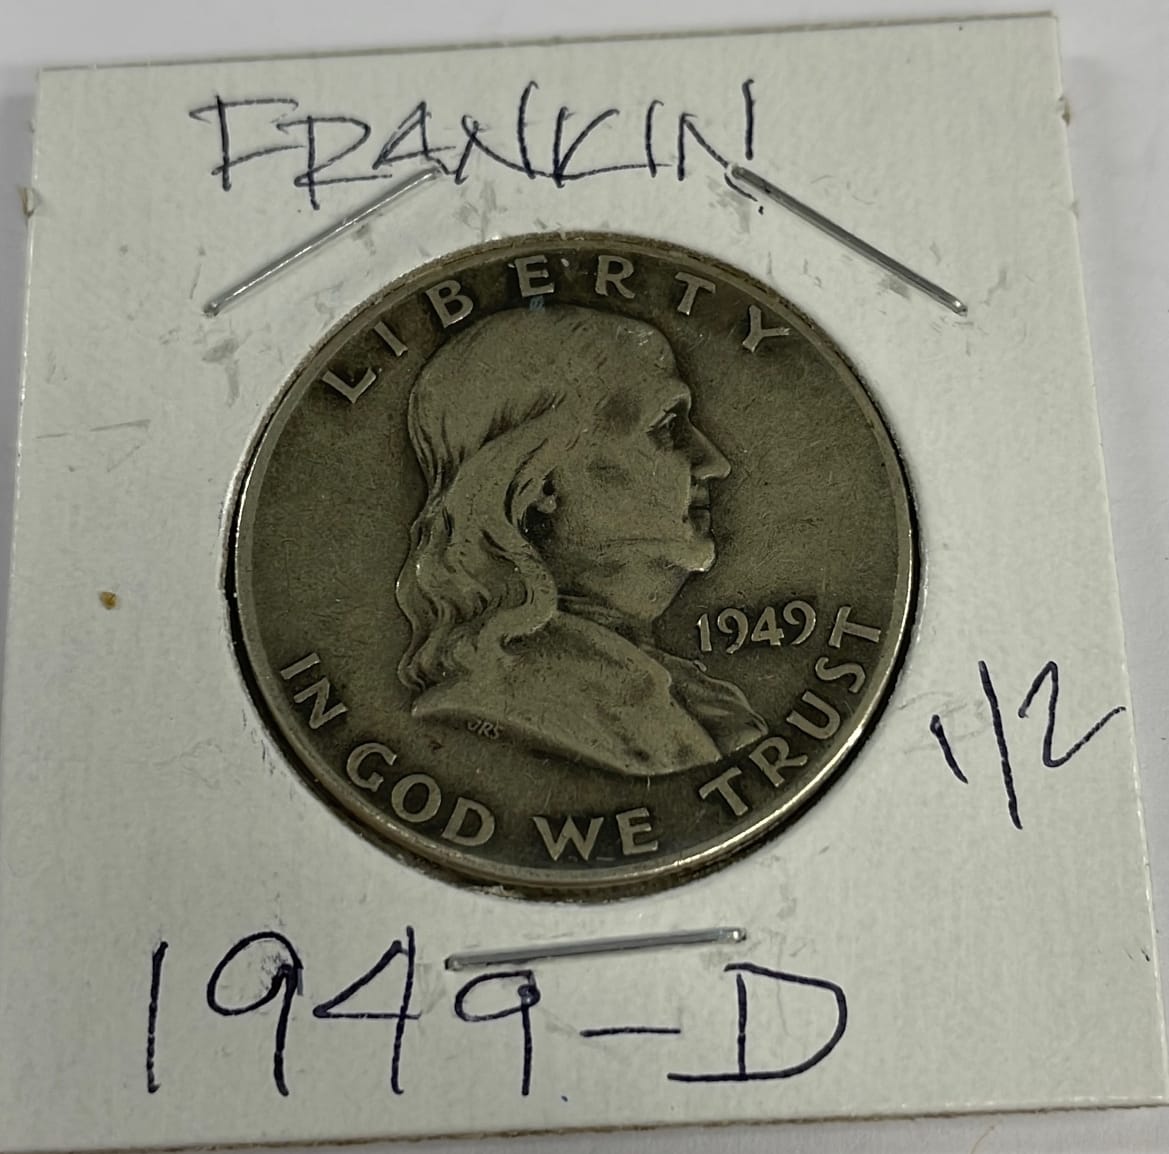 FRANKIN
LIBERTY
1949
JRS
IN GOD WE TRUST
1/2
1949-D